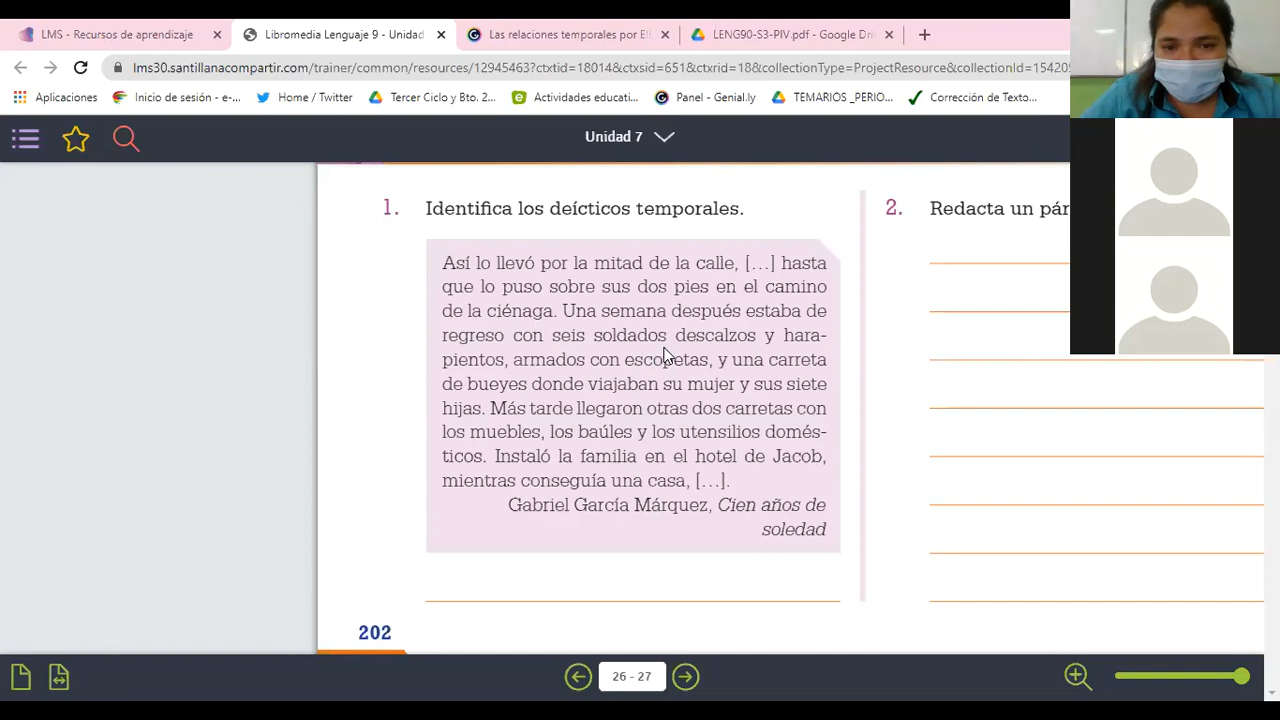 LMS - Recursos de aprendizaje
Libromedia Lenguaje 9 - Unidad
Las relaciones temporales por Eli
LENG90-S3-PIV.pdf - Google Dri
lms30.santillanacompartir.com/trainer/common/resources/12945463?ctxtid=18014&ctxsid=651&ctxrid=18&collectionType=ProjectResource&collectionId=154205
Aplicaciones
Inicio de sesión - e-...
Home / Twitter
Tercer Ciclo y Bto. 2...
Actividades educati...
Panel - Genial.ly
TEMARIOS _PERIO...
Corrección de Texto...
Unidad 7
1. Identifica los deícticos temporales.
Así lo llevó por la mitad de la calle, […] hasta
que lo puso sobre sus dos pies en el camino
de la ciénaga. Una semana después estaba de
regreso con seis soldados descalzos y hara-
pientos, armados con escopetas, y una carreta
de bueyes donde viajaban su mujer y sus siete
hijas. Más tarde llegaron otras dos carretas con
los muebles, los baúles y los utensilios domés-
ticos. Instaló la familia en el hotel de Jacob,
mientras conseguía una casa, […].
Gabriel García Márquez, Cien años de
soledad
202
2. Redacta un pár
26 - 27